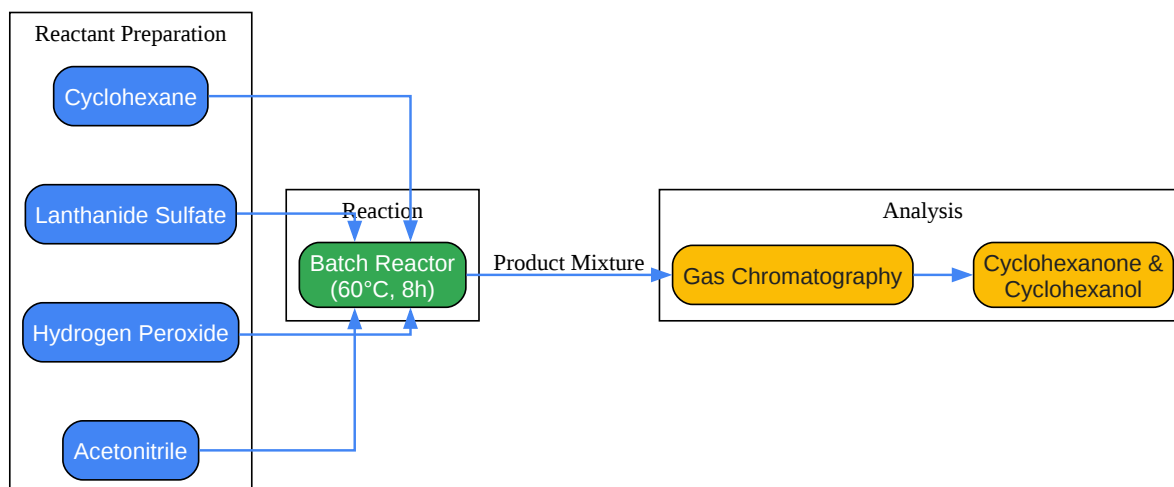 Reactant Preparation
Cyclohexane
Lanthanide Sulfate
Hydrogen Peroxide
Acetonitrile
Reaction
Batch Reactor
(60°C, 8h)
Product Mixture
Analysis
Gas Chromatography
Cyclohexanone &
Cyclohexanol